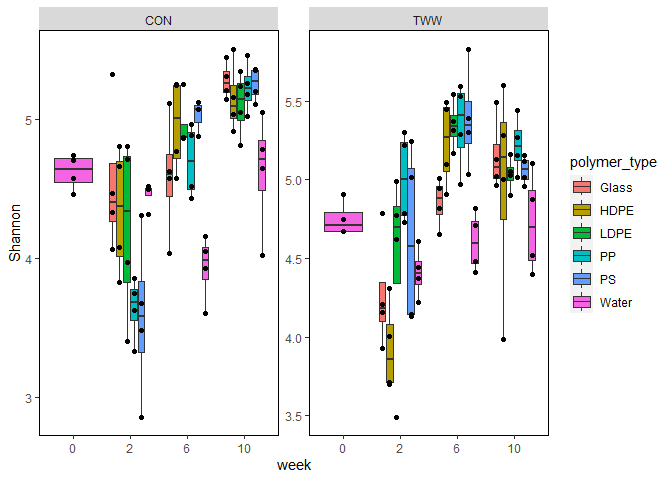 CON
TWW
5
4
3
5.5
5.0
4.5
4.0
3.5
Shannon
0
2
6
10
0
2
6
10
week
polymer_type
Glass
HDPE
LDPE
PP
PS
Water